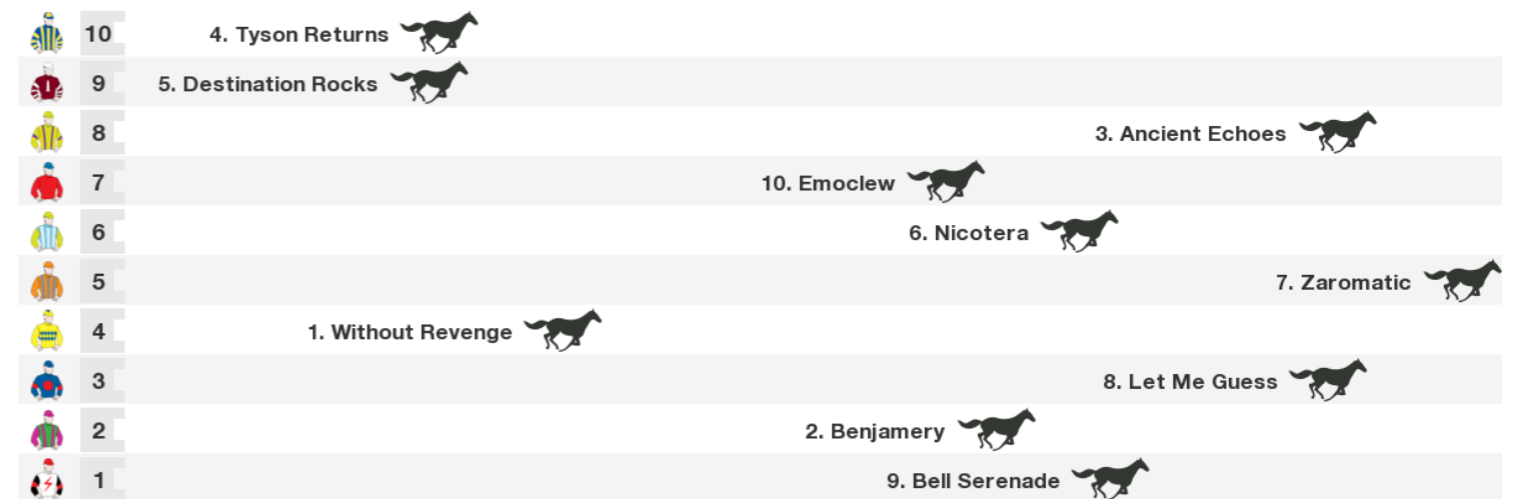 10 4. Tyson Returns
9 5. Destination Rocks
8 3. Ancient Echoes
7 10. Emoclew
6 6. Nicotera
5 7. Zaromatic
4 1. Without Revenge
3 8. Let Me Guess
2 2. Benjamery
1 9. Bell Serenade